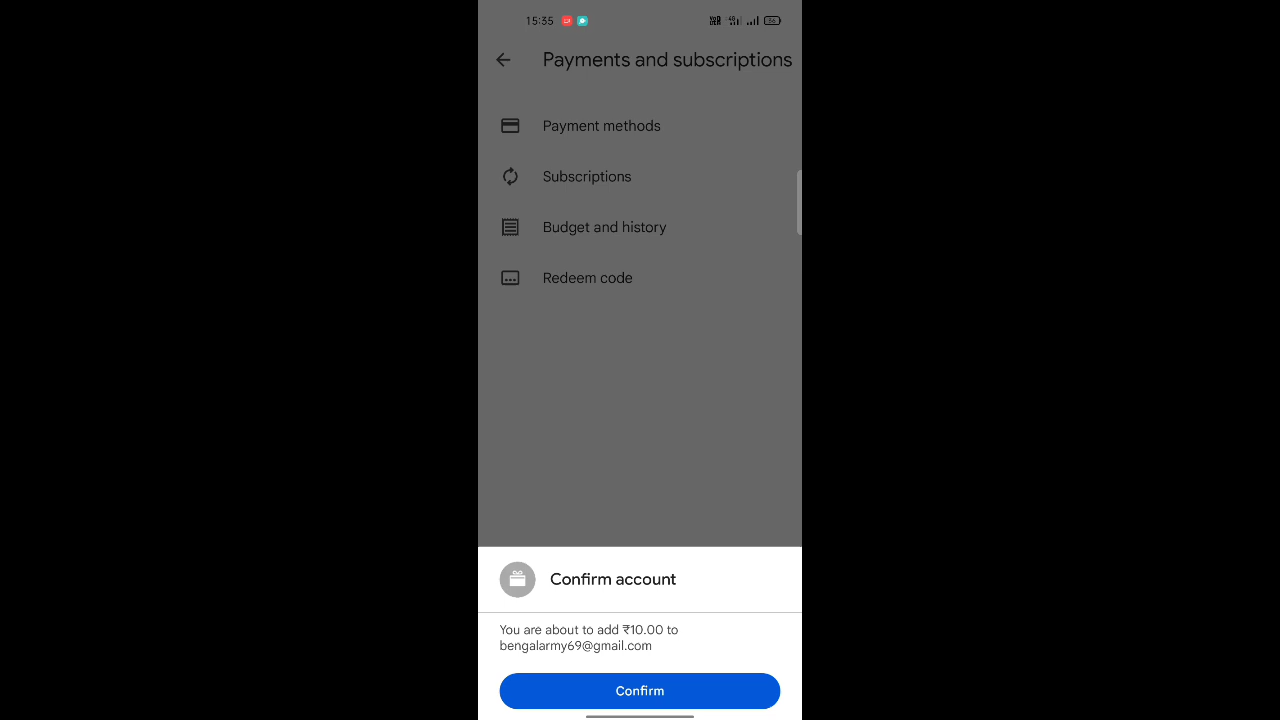 15:35
Payments and subscriptions
Payment methods
Subscriptions
Budget and history
Redeem code
Confirm account
You are about to add ₹10.00 to
bengalarmy69@gmail.com
Confirm